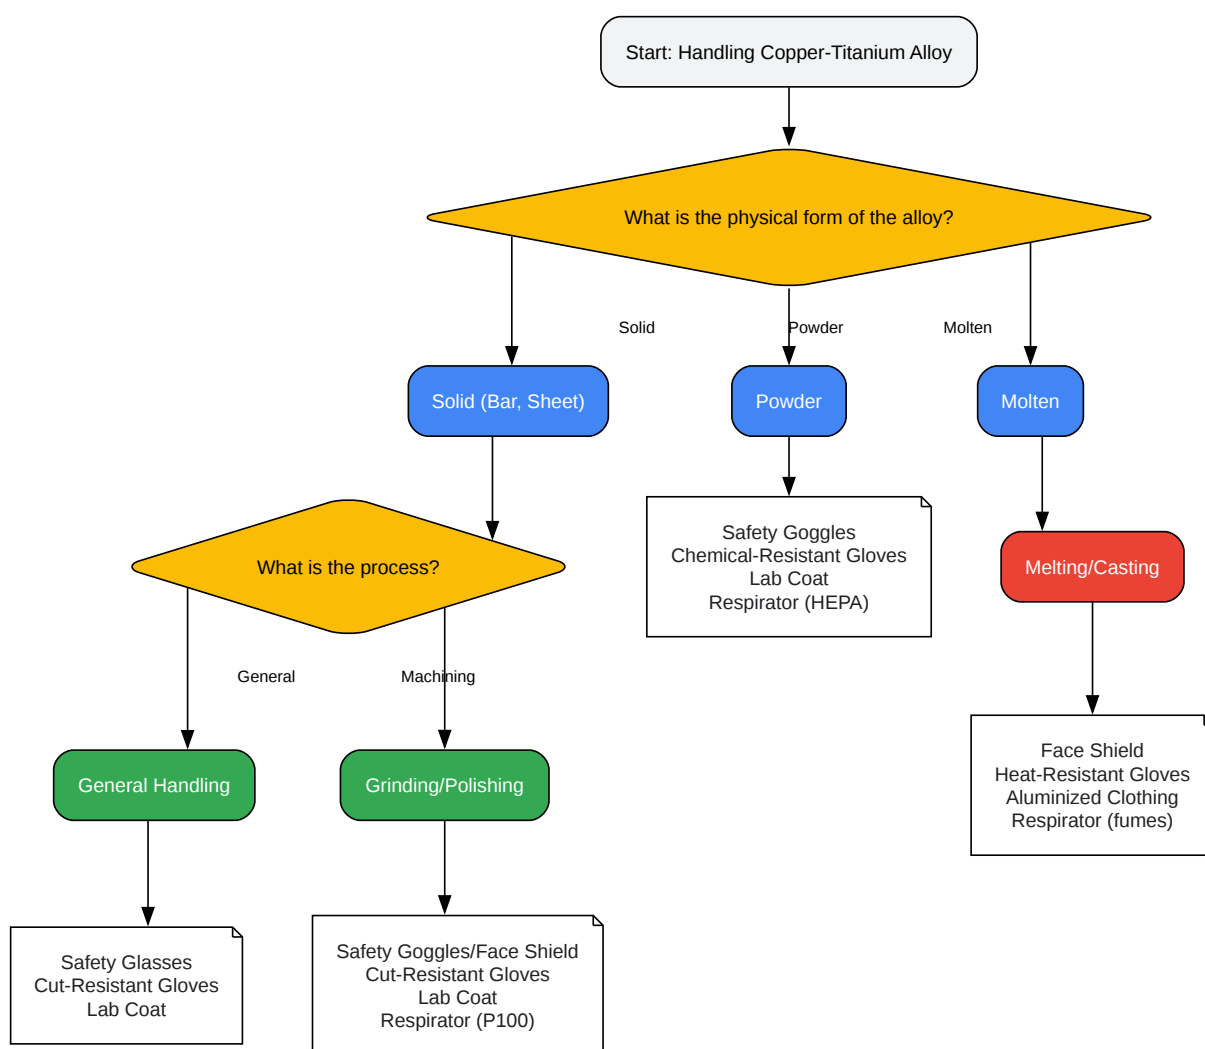 Start: Handling Copper-Titanium Alloy
What is the physical form of the alloy?
Solid
Powder
Molten
Solid (Bar, Sheet)
Powder
Molten
Safety Goggles
Chemical-Resistant Gloves
Lab Coat
Respirator (HEPA)
What is the process?
Melting/Casting
General
Machining
Face Shield
Heat-Resistant Gloves
Aluminized Clothing
Respirator (fumes)
General Handling
Grinding/Polishing
Safety Glasses
Cut-Resistant Gloves
Lab Coat
Safety Goggles/Face Shield
Cut-Resistant Gloves
Lab Coat
Respirator (P100)